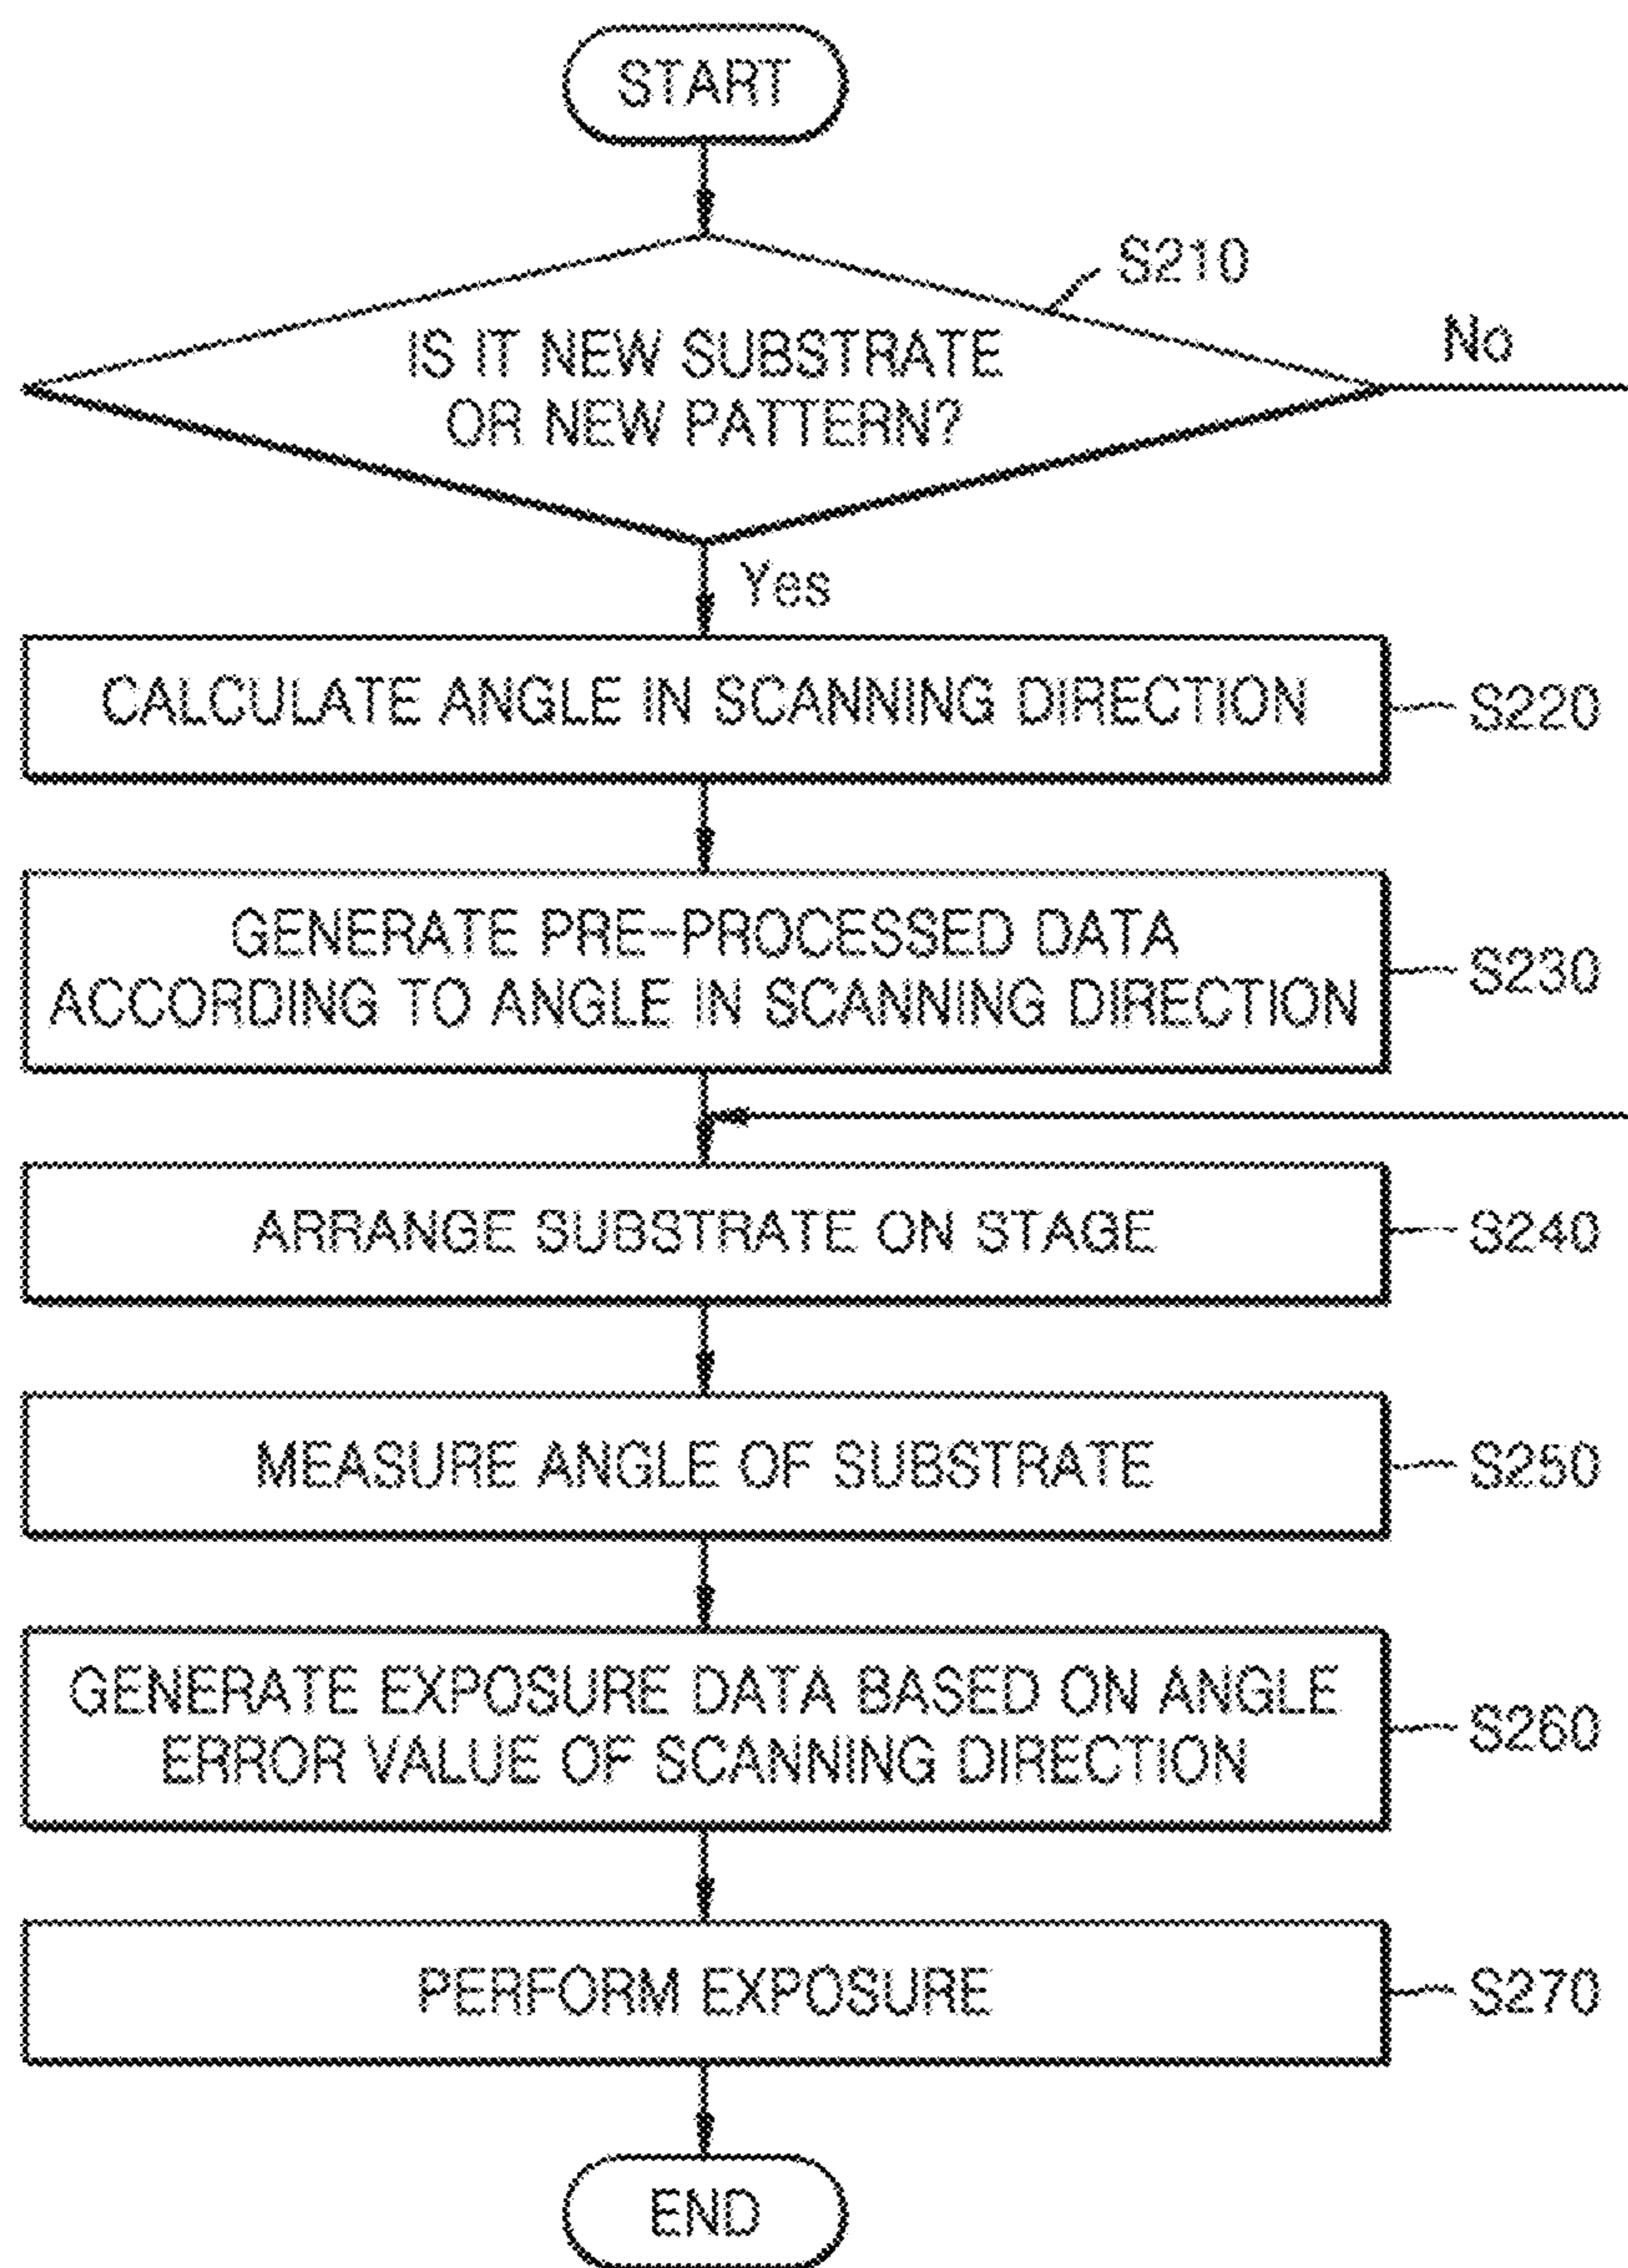 START
S210
IS IT NEW SUBSTRATE
OR NEW PATTERN?
No
Yes
CALCULATE ANGLE IN SCANNING DIRECTION
S220
GENERATE PRE-PROCESSED DATA
ACCORDING TO ANGLE IN SCANNING DIRECTION
S230
ARRANGE SUBSTRATE ON STAGE
S240
MEASURE ANGLE OF SUBSTRATE
S250
GENERATE EXPOSURE DATA BASED ON ANGLE
ERROR VALUE OF SCANNING DIRECTION
S260
PERFORM EXPOSURE
S270
END